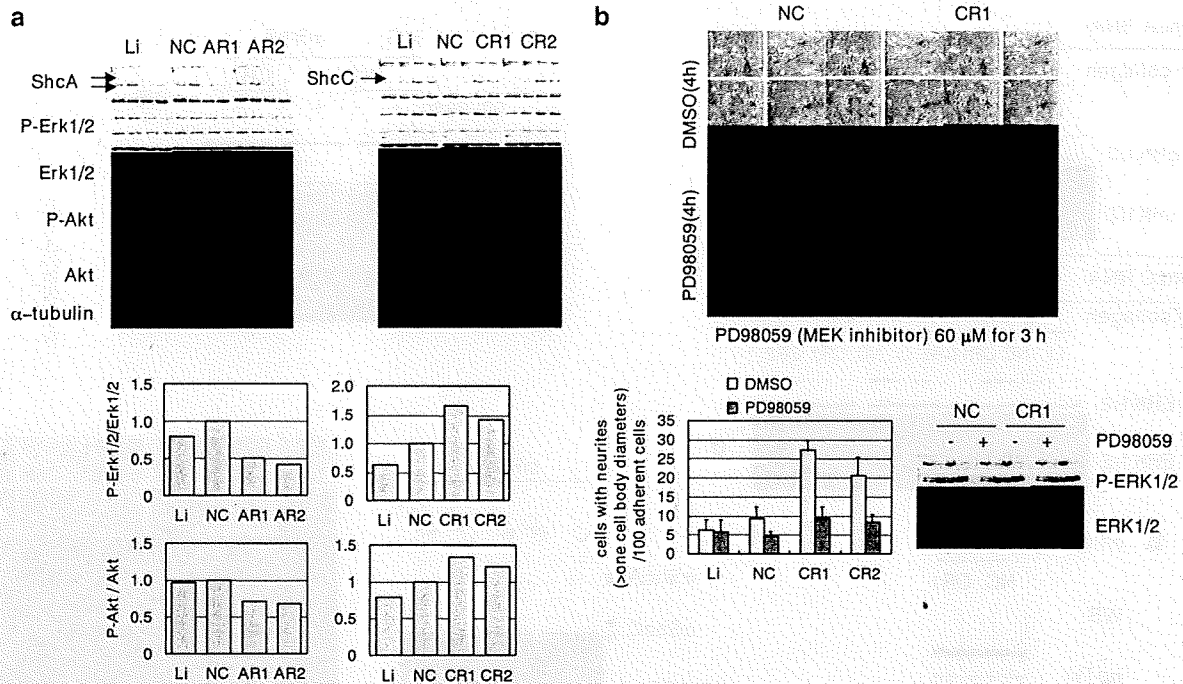 a
Li NC AR1 AR2
ShcA
P-Erk1/2
Erk1/2
P-Akt
Akt
α-tubulin
Li NC CR1 CR2
ShcC
P-Erk1/2/Erk1/2
1.5
1.0
0.5
0
Li NC AR1 AR2
2.0
1.5
1.0
0.5
0
Li NC CR1 CR2
P-Akt / Akt
1.5
1.0
0.5
0
Li NC AR1 AR2
1.5
1.0
0.5
0
Li NC CR1 CR2
b
NC CR1
DMSO(4h)
PD98059(4h)
PD98059 (MEK inhibitor) 60 μM for 3 h
DMSO
PD98059
cells with neurites
(>one cell body diameters)
/100 adherent cells
35
30
25
20
15
10
5
0
Li NC CR1 CR2
NC CR1
- + - + PD98059
P-ERK1/2
ERK1/2